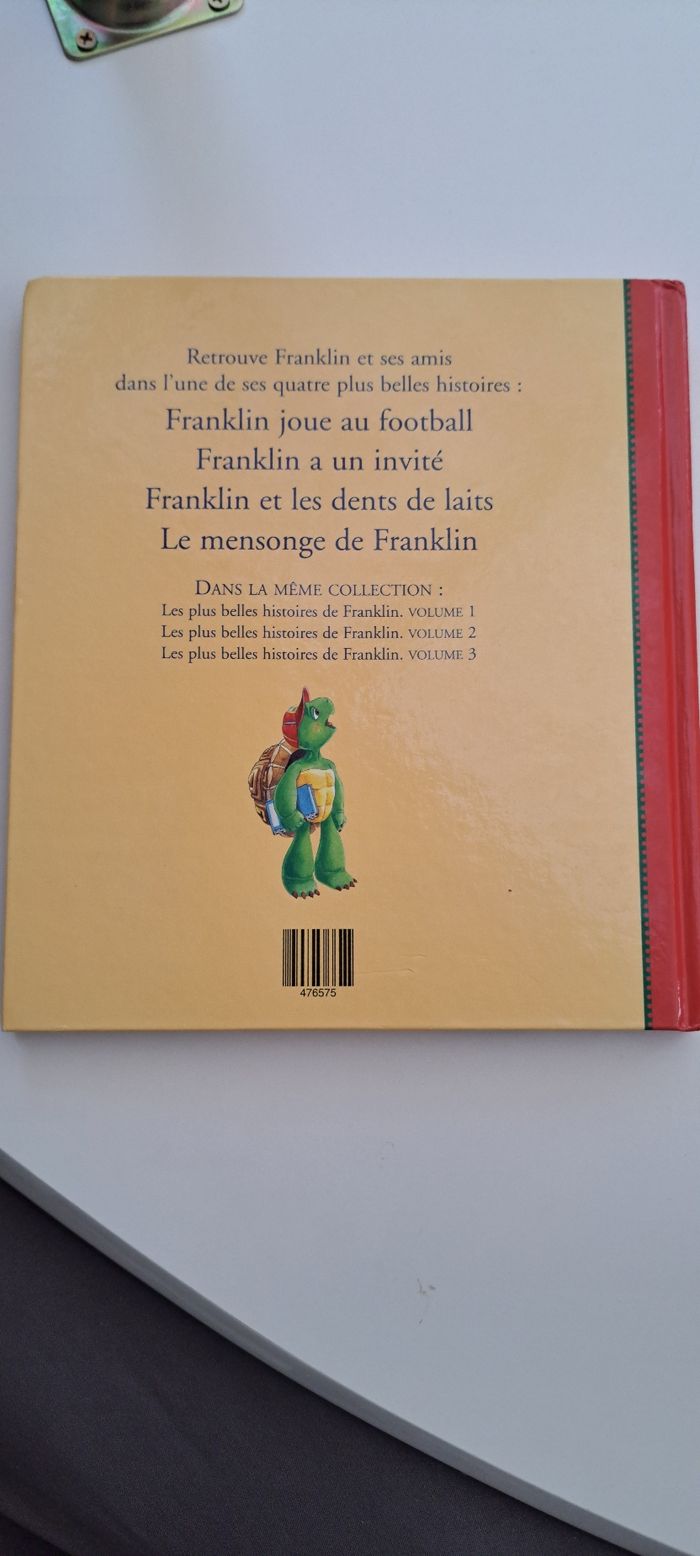 Retrouve Franklin et ses amis
dans l'une de ses quatre plus belles histoires :
Franklin joue au football
Franklin a un invité
Franklin et les dents de laits
Le mensonge de Franklin
DANS LA MÊME COLLECTION :
Les plus belles histoires de Franklin. VOLUME 1
Les plus belles histoires de Franklin. VOLUME 2
Les plus belles histoires de Franklin. VOLUME 3
476575